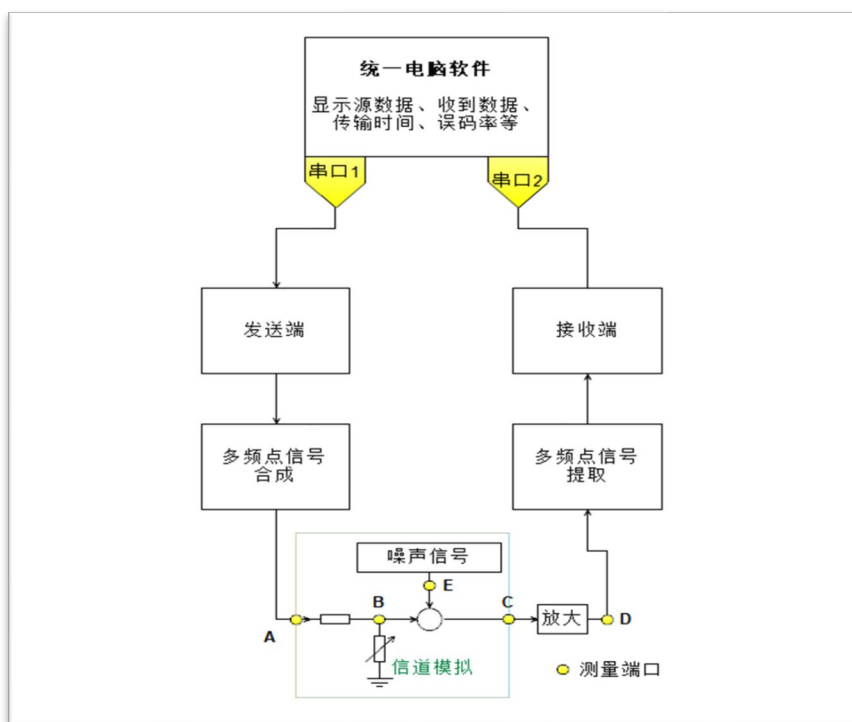 统一电脑软件
显示源数据、收到数据、
传输时间、误码率等
串口1
串口2
发送端
接收端
多频点信号
合成
多频点信号
提取
噪声信号
E
B
C
A
放大
D
信道模拟
测量端口